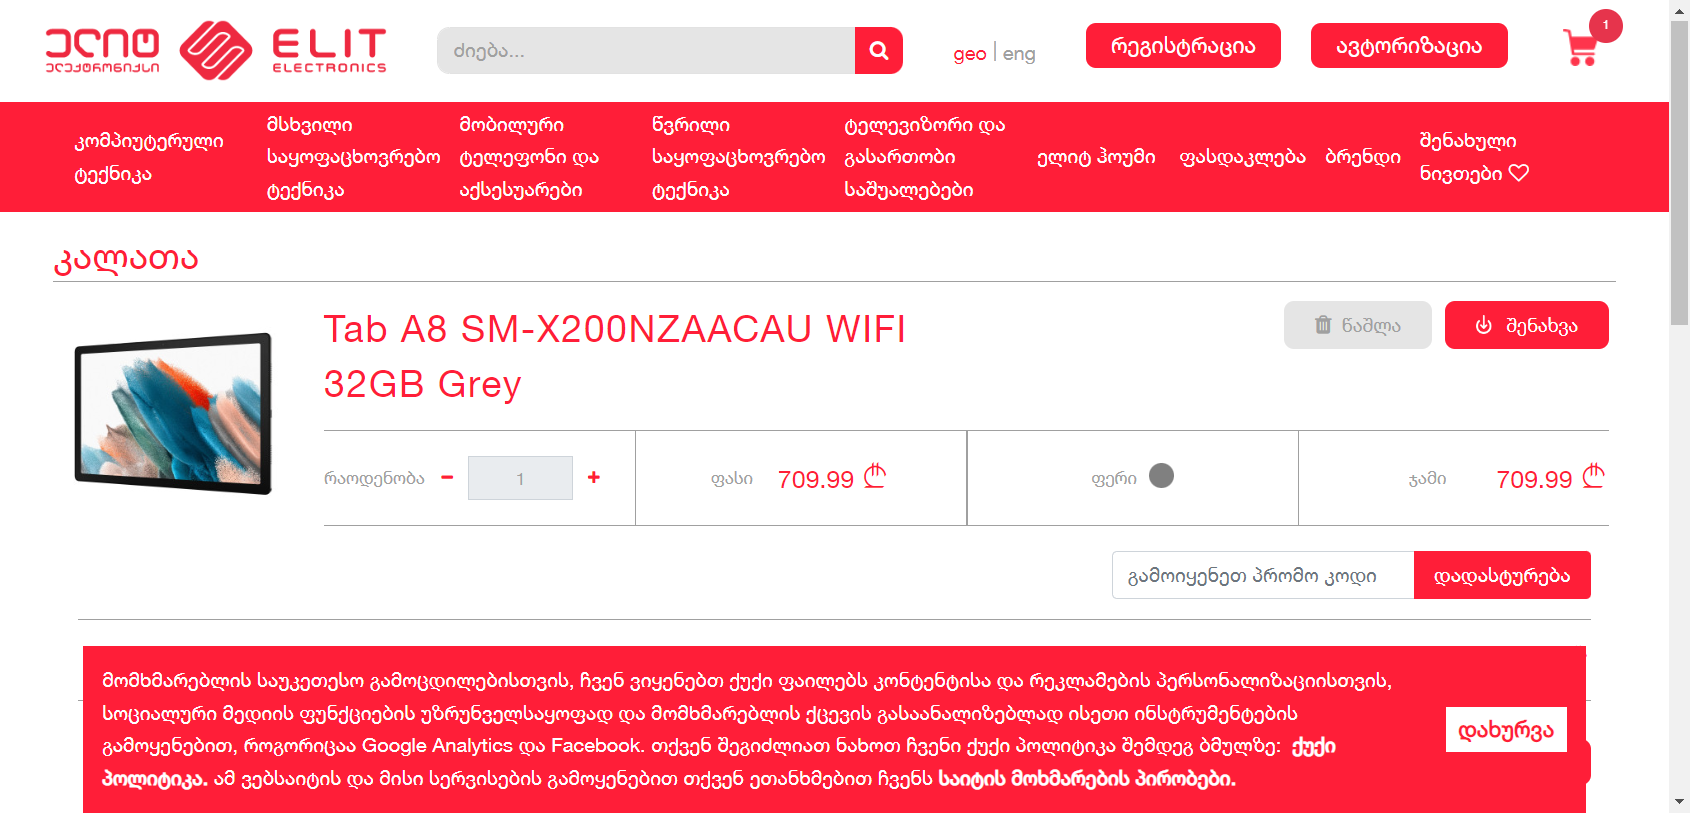 ელიტ
ელექტრონიქსი
ELIT
ELECTRONICS
ძიება...
geo | eng
რეგისტრაცია
ავტორიზაცია
1
კომპიუტერული
ტექნიკა
მსხვილი
საყოფაცხოვრებო
ტექნიკა
მობილური
ტელეფონი და
აქსესუარები
წვრილი
საყოფაცხოვრებო
ტექნიკა
ტელევიზორი და
გასართობი
საშუალებები
ელიტ ჰოუმი
ფასდაკლება
ბრენდი
შენახული
ნივთები
კალათა
Tab A8 SM-X200NZAACAU WIFI
32GB Grey
წაშლა
შენახვა
რაოდენობა − 1 +
ფასი 709.99 ₾
ფერი
ჯამი 709.99 ₾
გამოიყენეთ პრომო კოდი
დადასტურება
მომხმარებლის საუკეთესო გამოცდილებისთვის, ჩვენ ვიყენებთ ქუქი ფაილებს კონტენტისა და რეკლამების პერსონალიზაციისთვის,
სოციალური მედიის ფუნქციების უზრუნველსაყოფად და მომხმარებლის ქცევის გასაანალიზებლად ისეთი ინსტრუმენტების
გამოყენებით, როგორიცაა Google Analytics და Facebook. თქვენ შეგიძლიათ ნახოთ ჩვენი ქუქი პოლიტიკა შემდეგ ბმულზე: ქუქი
პოლიტიკა. ამ ვებსაიტის და მისი სერვისების გამოყენებით თქვენ ეთანხმებით ჩვენს საიტის მოხმარების პირობები.
დახურვა